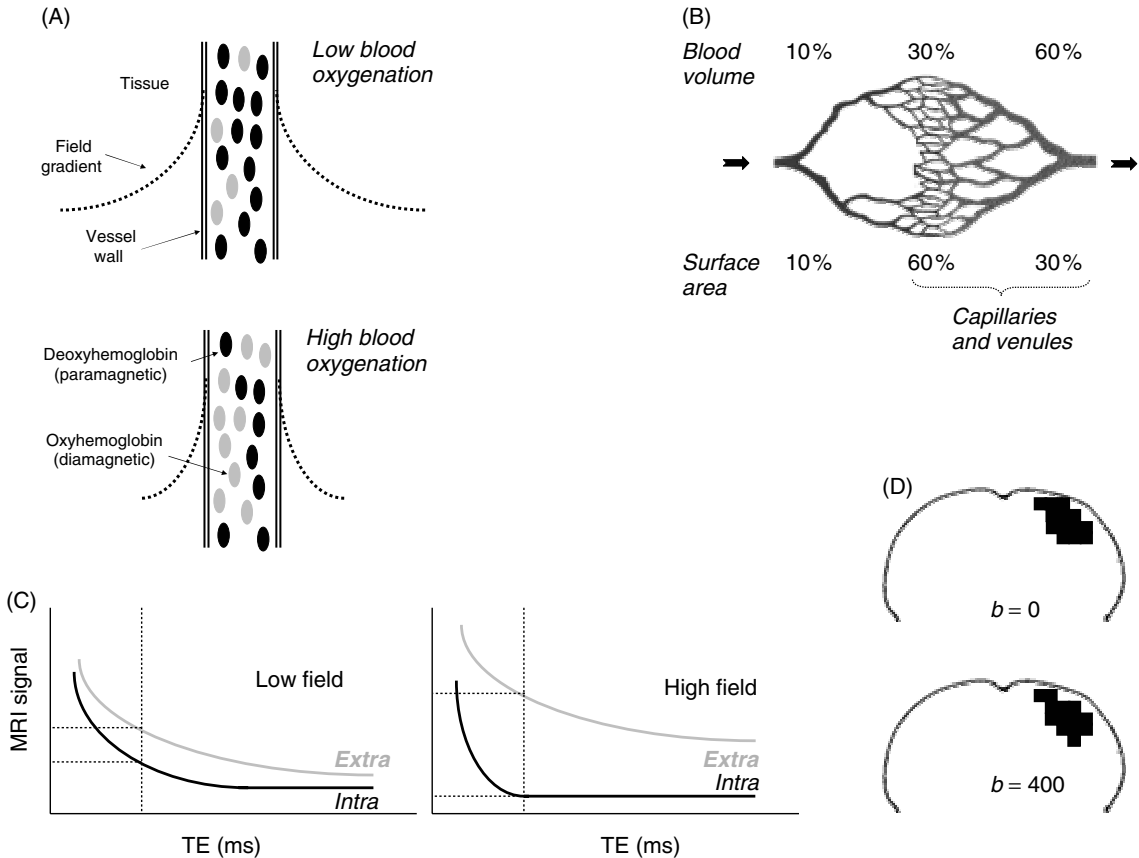 (A)
Low blood
oxygenation
Tissue
Field
gradient
Vessel
wall
High blood
oxygenation
Deoxyhemoglobin
(paramagnetic)
Oxyhemoglobin
(diamagnetic)
(B)
Blood
volume
10% 30% 60%
Surface
area
10% 60% 30%
Capillaries
and venules
(C)
MRI signal
Low field
Extra
Intra
TE (ms)
High field
Extra
Intra
TE (ms)
(D)
b = 0
b = 400